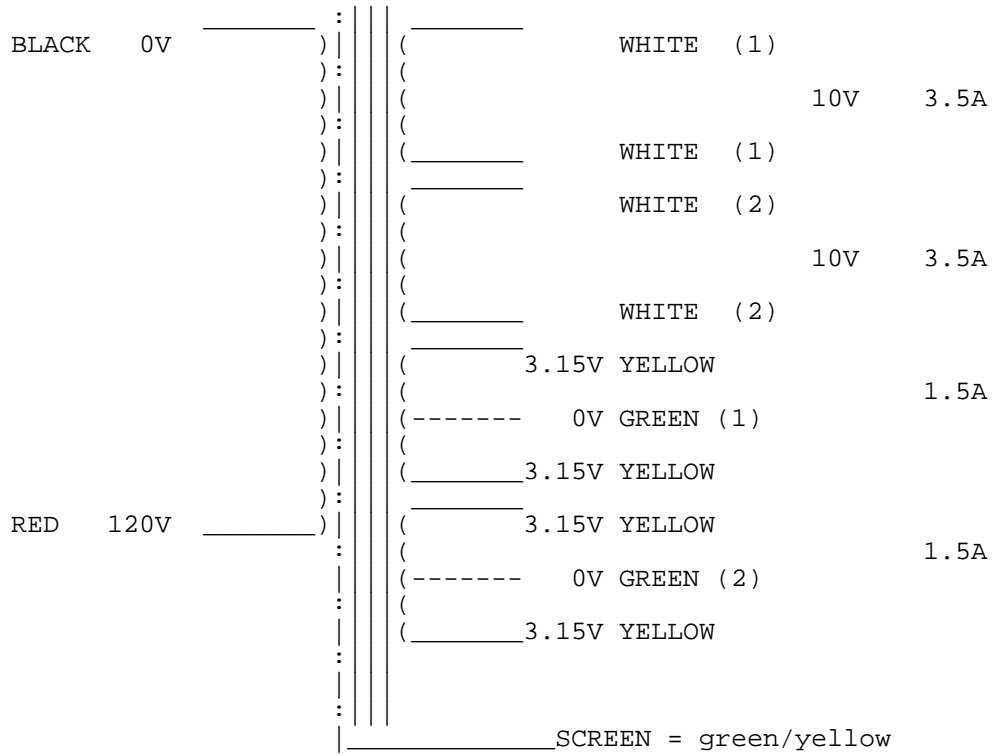 BLACK 0V WHITE (1)
10V 3.5A
WHITE (1)
WHITE (2)
10V 3.5A
WHITE (2)
3.15V YELLOW
1.5A
0V GREEN (1)
3.15V YELLOW
RED 120V 3.15V YELLOW
1.5A
0V GREEN (2)
3.15V YELLOW
SCREEN = green/yellow